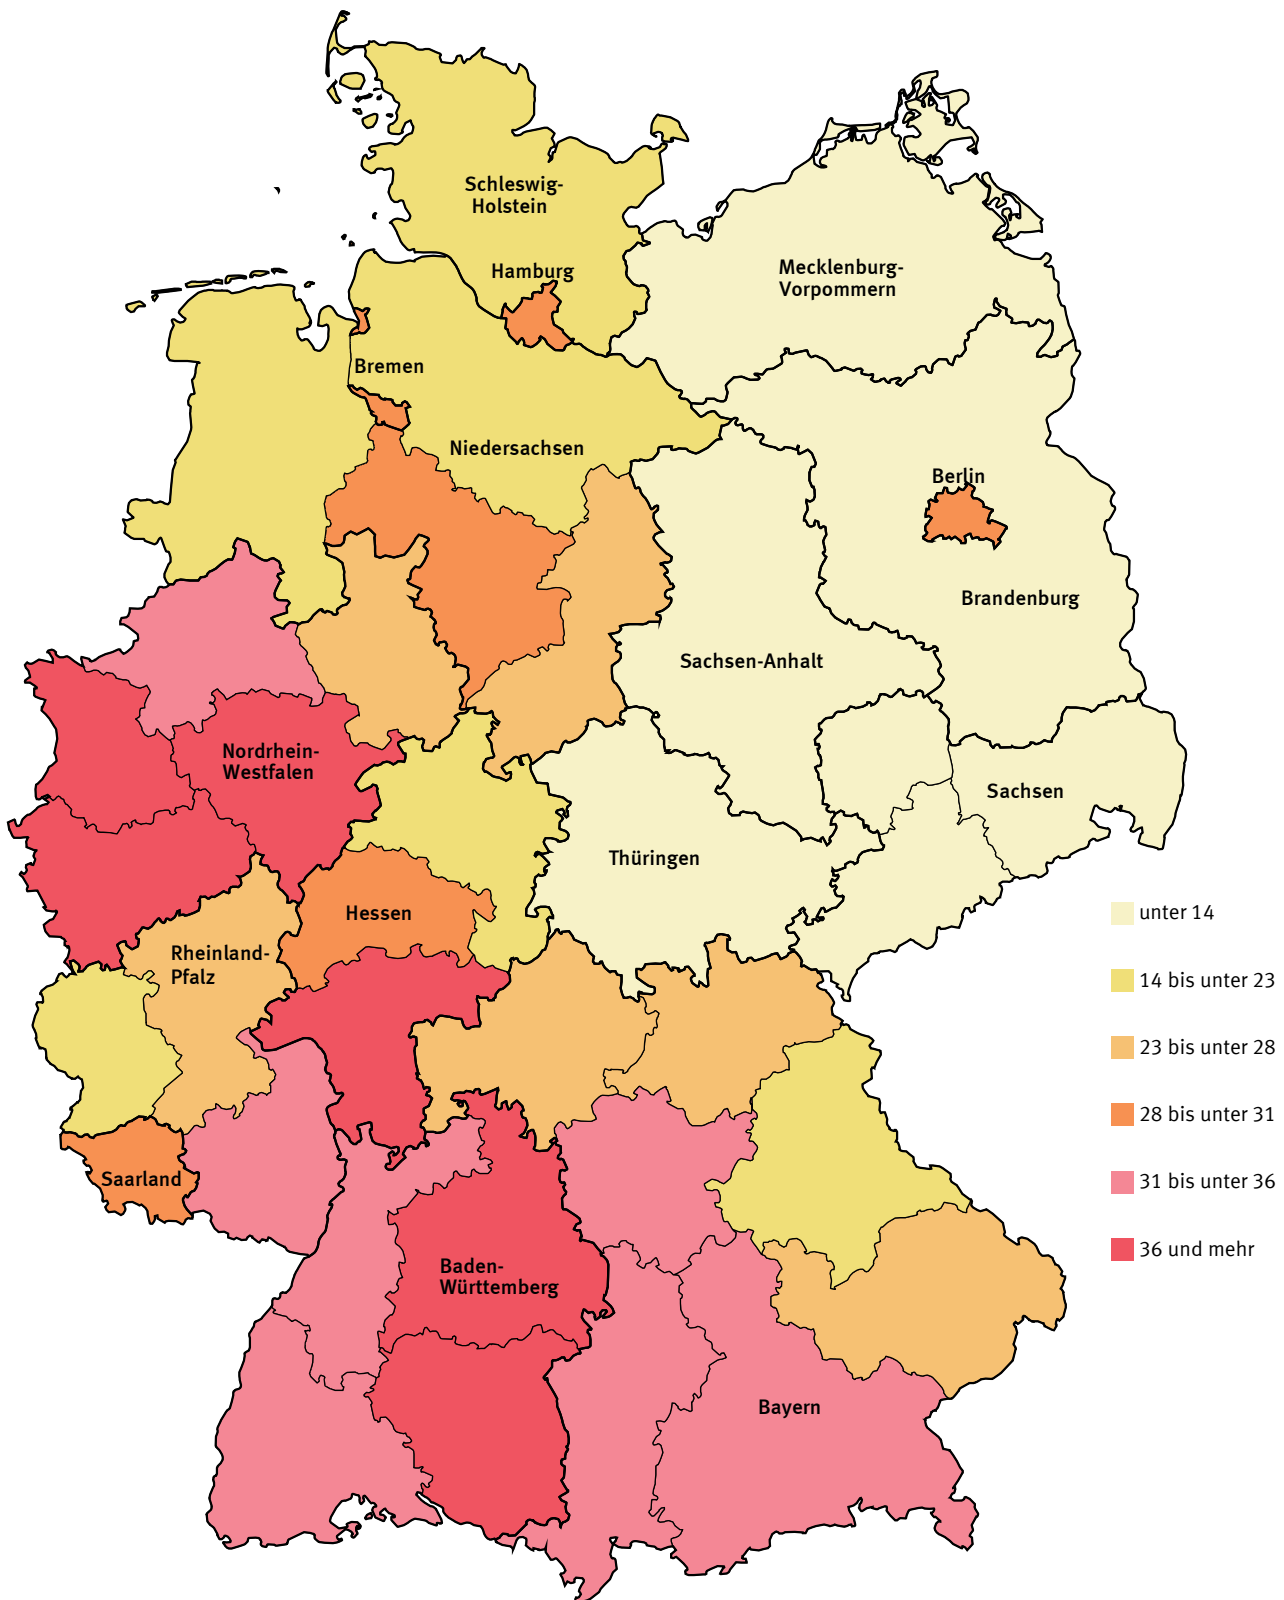 Schleswig-
Holstein
Hamburg
Mecklenburg-
Vorpommern
Bremen
Niedersachsen
Berlin
Brandenburg
Sachsen-Anhalt
Nordrhein-
Westfalen
Sachsen
Thüringen
Hessen
Rheinland-
Pfalz
Saarland
Baden-
Württemberg
Bayern
unter 14
14 bis unter 23
23 bis unter 28
28 bis unter 31
31 bis unter 36
36 und mehr